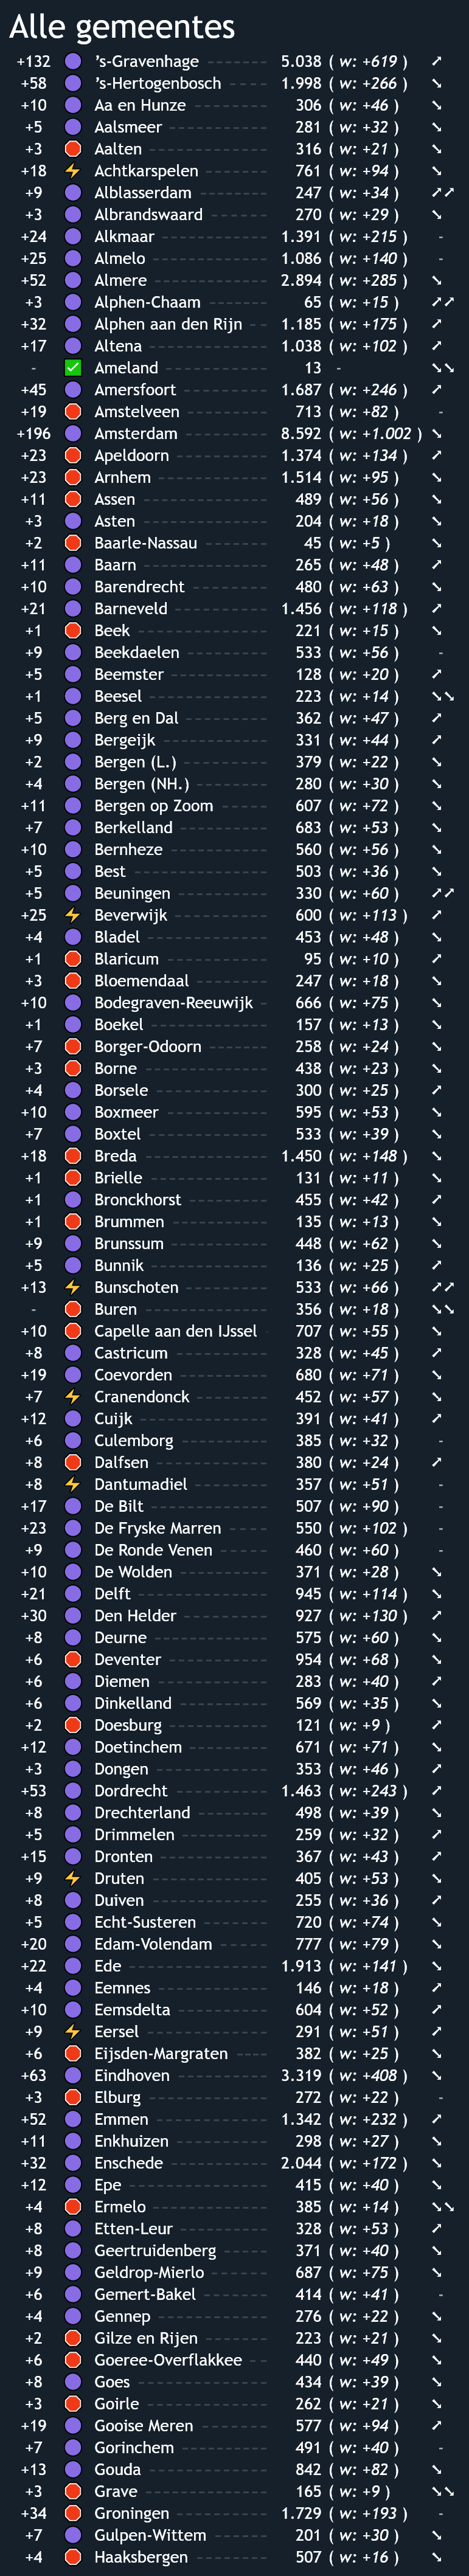 Alle gemeentes
+132 's-Gravenhage 5.038 ( w: +619 )
+58 's-Hertogenbosch 1.998 ( w: +266 )
+10 Aa en Hunze 306 ( w: +46 )
+5 Aalsmeer 281 ( w: +32 )
+3 Aalten 316 ( w: +21 )
+18 Achtkarspelen 761 ( w: +94 )
+9 Alblasserdam 247 ( w: +34 )
+3 Albrandswaard 270 ( w: +29 )
+24 Alkmaar 1.391 ( w: +215 ) -
+25 Almelo 1.086 ( w: +140 ) -
+52 Almere 2.894 ( w: +285 )
+3 Alphen-Chaam 65 ( w: +15 )
+32 Alphen aan den Rijn 1.185 ( w: +175 )
+17 Altena 1.038 ( w: +102 )
- Ameland 13 -
+45 Amersfoort 1.687 ( w: +246 )
+19 Amstelveen 713 ( w: +82 ) -
+196 Amsterdam 8.592 ( w: +1.002 )
+23 Apeldoorn 1.374 ( w: +134 )
+23 Arnhem 1.514 ( w: +95 )
+11 Assen 489 ( w: +56 )
+3 Asten 204 ( w: +18 )
+2 Baarle-Nassau 45 ( w: +5 )
+11 Baarn 265 ( w: +48 )
+10 Barendrecht 480 ( w: +63 )
+21 Barneveld 1.456 ( w: +118 )
+1 Beek 221 ( w: +15 )
+9 Beekdaelen 533 ( w: +56 ) -
+5 Beemster 128 ( w: +20 )
+1 Beesel 223 ( w: +14 )
+5 Berg en Dal 362 ( w: +47 )
+9 Bergeijk 331 ( w: +44 )
+2 Bergen (L.) 379 ( w: +22 )
+4 Bergen (NH.) 280 ( w: +30 )
+11 Bergen op Zoom 607 ( w: +72 )
+7 Berkelland 683 ( w: +53 )
+10 Bernheze 560 ( w: +56 )
+5 Best 503 ( w: +36 )
+5 Beuningen 330 ( w: +60 )
+25 Beverwijk 600 ( w: +113 )
+4 Bladel 453 ( w: +48 )
+1 Blaricum 95 ( w: +10 )
+3 Bloemendaal 247 ( w: +18 )
+10 Bodegraven-Reeuwijk 666 ( w: +75 )
+1 Boekel 157 ( w: +13 )
+7 Borger-Odoorn 258 ( w: +24 )
+3 Borne 438 ( w: +23 )
+4 Borsele 300 ( w: +25 )
+10 Boxmeer 595 ( w: +53 )
+7 Boxtel 533 ( w: +39 )
+18 Breda 1.450 ( w: +148 )
+1 Brielle 131 ( w: +11 )
+1 Bronckhorst 455 ( w: +42 )
+1 Brummen 135 ( w: +13 )
+9 Brunssum 448 ( w: +62 )
+5 Bunnik 136 ( w: +25 )
+13 Bunschoten 533 ( w: +66 )
- Buren 356 ( w: +18 )
+10 Capelle aan den IJssel 707 ( w: +55 )
+8 Castricum 328 ( w: +45 )
+19 Coevorden 680 ( w: +71 )
+7 Cranendonck 452 ( w: +57 )
+12 Cuijk 391 ( w: +41 )
+6 Culemborg 385 ( w: +32 ) -
+8 Dalfsen 380 ( w: +24 )
+8 Dantumadiel 357 ( w: +51 ) -
+17 De Bilt 507 ( w: +90 ) -
+23 De Fryske Marren 550 ( w: +102 ) -
+9 De Ronde Venen 460 ( w: +60 ) -
+10 De Wolden 371 ( w: +28 )
+21 Delft 945 ( w: +114 )
+30 Den Helder 927 ( w: +130 )
+8 Deurne 575 ( w: +60 )
+6 Deventer 954 ( w: +68 )
+6 Diemen 283 ( w: +40 )
+6 Dinkelland 569 ( w: +35 )
+2 Doesburg 121 ( w: +9 )
+12 Doetinchem 671 ( w: +71 )
+3 Dongen 353 ( w: +46 )
+53 Dordrecht 1.463 ( w: +243 )
+8 Drechterland 498 ( w: +39 )
+5 Drimmelen 259 ( w: +32 )
+15 Dronten 367 ( w: +43 )
+9 Druten 405 ( w: +53 )
+8 Duiven 255 ( w: +36 )
+5 Echt-Susteren 720 ( w: +74 )
+20 Edam-Volendam 777 ( w: +79 )
+22 Ede 1.913 ( w: +141 )
+4 Eemnes 146 ( w: +18 )
+10 Eemsdelta 604 ( w: +52 )
+9 Eersel 291 ( w: +51 )
+6 Eijsden-Margraten 382 ( w: +25 )
+63 Eindhoven 3.319 ( w: +408 )
+3 Elburg 272 ( w: +22 ) -
+52 Emmen 1.342 ( w: +232 )
+11 Enkhuizen 298 ( w: +27 )
+32 Enschede 2.044 ( w: +172 )
+12 Epe 415 ( w: +40 )
+4 Ermelo 385 ( w: +14 )
+8 Etten-Leur 328 ( w: +53 )
+8 Geertruidenberg 371 ( w: +40 )
+9 Geldrop-Mierlo 687 ( w: +75 )
+6 Gemert-Bakel 414 ( w: +41 ) -
+4 Gennep 276 ( w: +22 )
+2 Gilze en Rijen 223 ( w: +21 )
+6 Goeree-Overflakkee 440 ( w: +49 )
+8 Goes 434 ( w: +39 )
+3 Goirle 262 ( w: +21 )
+19 Gooise Meren 577 ( w: +94 )
+7 Gorinchem 491 ( w: +40 ) -
+13 Gouda 842 ( w: +82 )
+3 Grave 165 ( w: +9 )
+34 Groningen 1.729 ( w: +193 ) -
+7 Gulpen-Wittem 201 ( w: +30 )
+4 Haaksbergen 507 ( w: +16 )